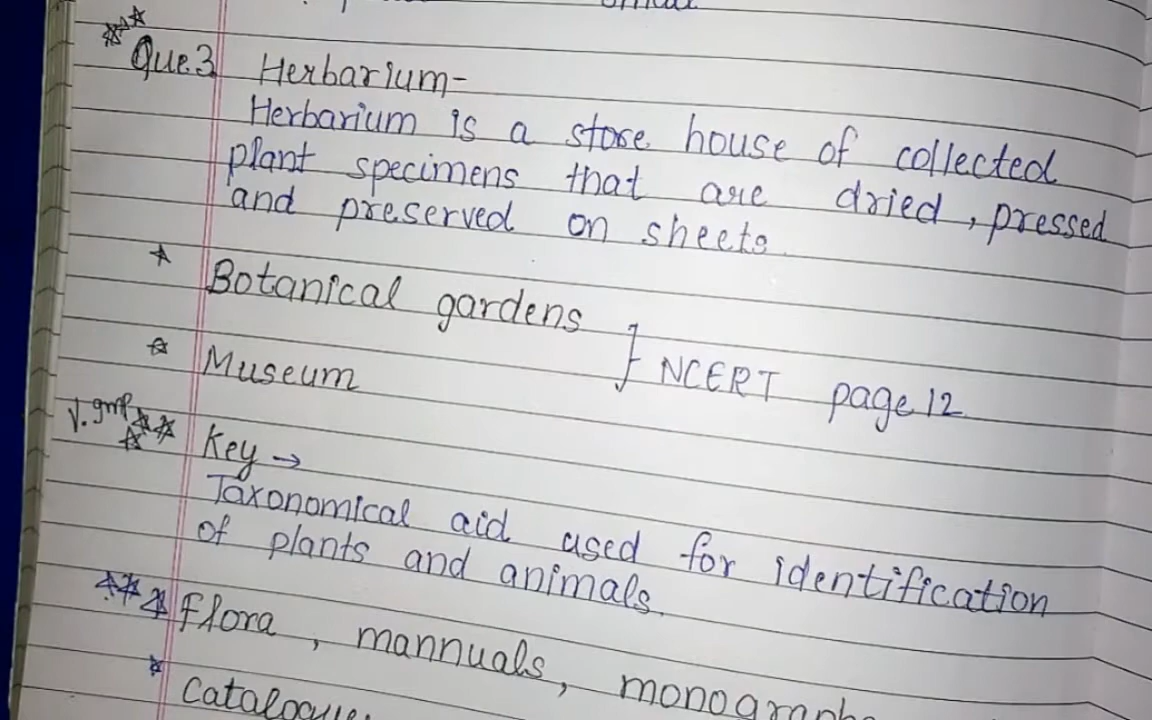 Que.3 Herbarium-
Herbarium is a store house of collected
plant specimens that are dried, pressed
and preserved on sheets
Botanical gardens
Museum
} NCERT page 12
V. Imp
Key →
Taxonomical aid used for identification
of plants and animals.
Flora, mannuals, monographs
Catalogue